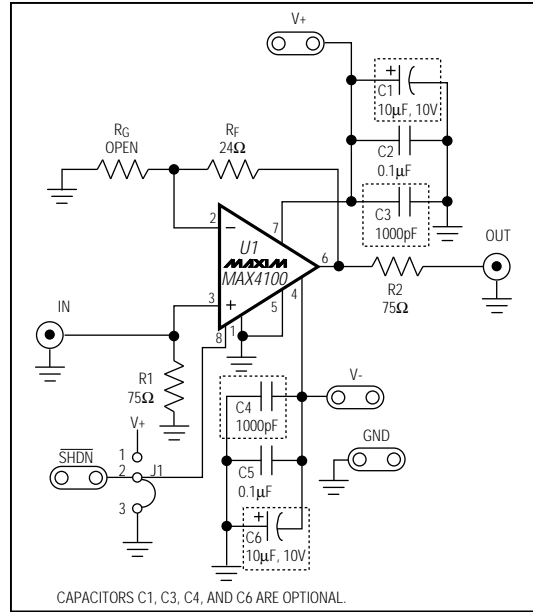 V+
+
C1
10µF, 10V
RG
OPEN
RF
24Ω
C2
0.1µF
C3
1000pF
2
−
7
U1
MAXIM
MAX4100
6
OUT
R2
75Ω
IN
3
+
4
5
1
8
R1
75Ω
V-
C4
1000pF
V+
GND
SHDN
1
2
J1
3
C5
0.1µF
+
C6
10µF, 10V
CAPACITORS C1, C3, C4, AND C6 ARE OPTIONAL.